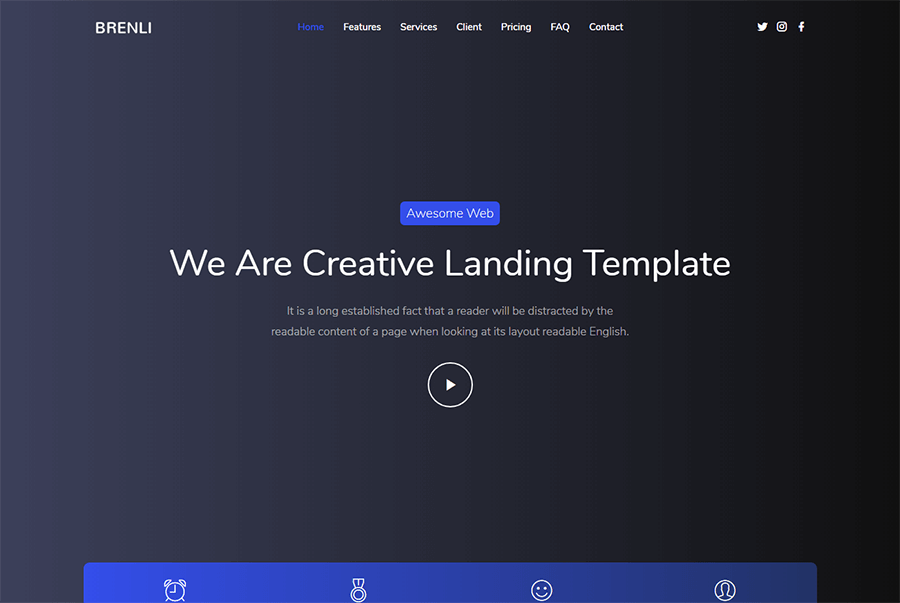 BRENLI
Home Features Services Client Pricing FAQ Contact
Awesome Web
We Are Creative Landing Template
It is a long established fact that a reader will be distracted by the
readable content of a page when looking at its layout readable English.